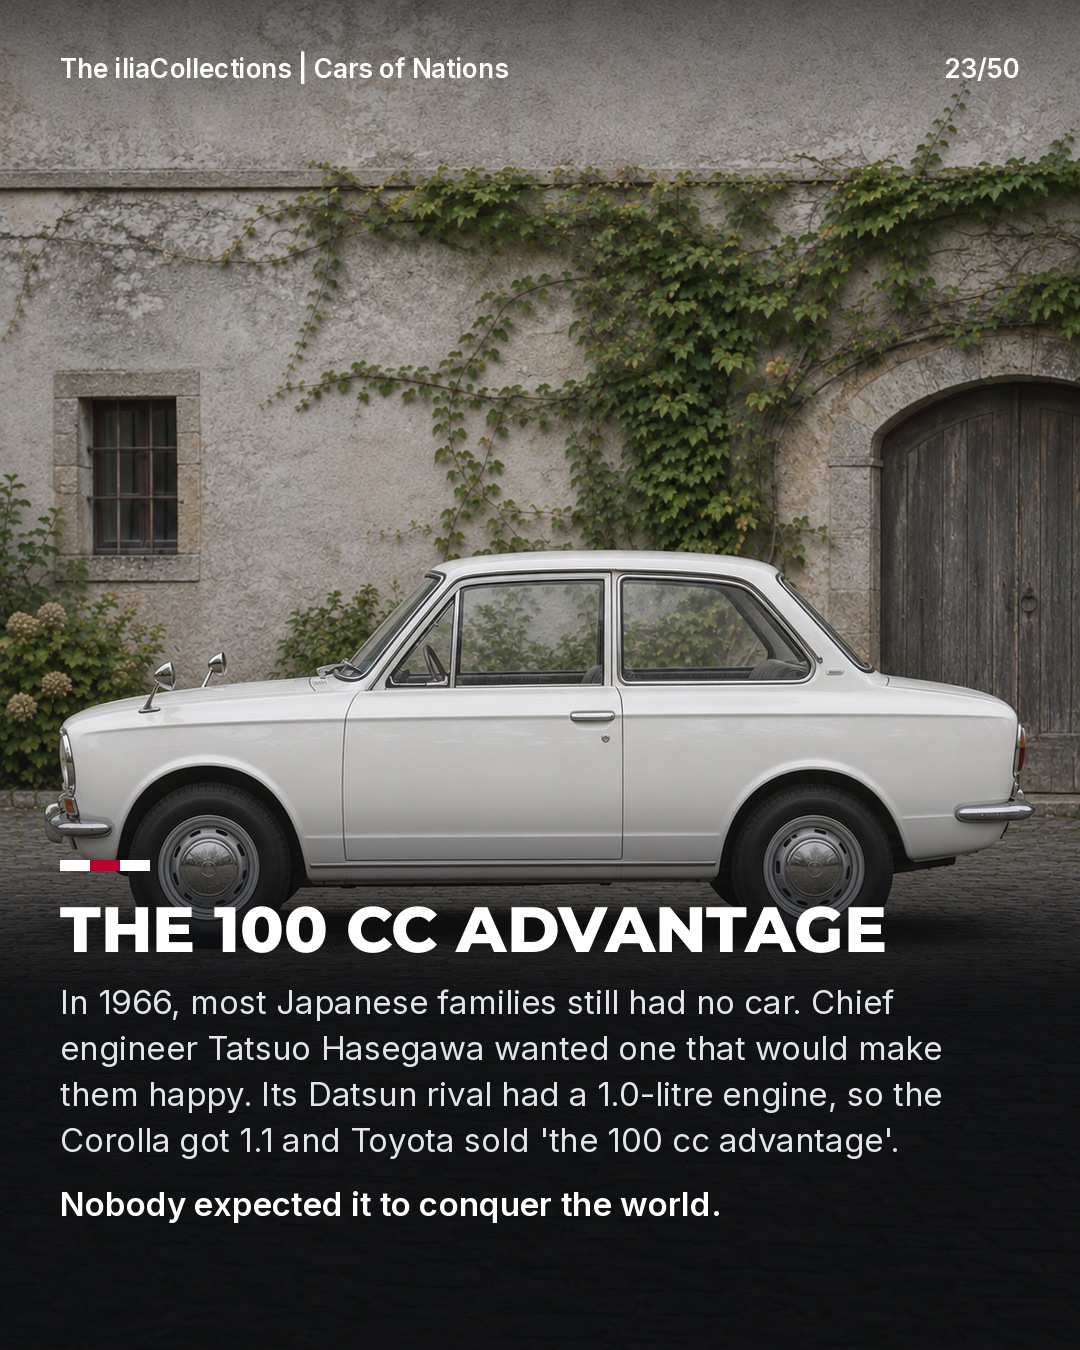 The iliaCollections | Cars of Nations
23/50
THE 100 CC ADVANTAGE
In 1966, most Japanese families still had no car. Chief
engineer Tatsuo Hasegawa wanted one that would make
them happy. Its Datsun rival had a 1.0-litre engine, so the
Corolla got 1.1 and Toyota sold 'the 100 cc advantage'.
Nobody expected it to conquer the world.